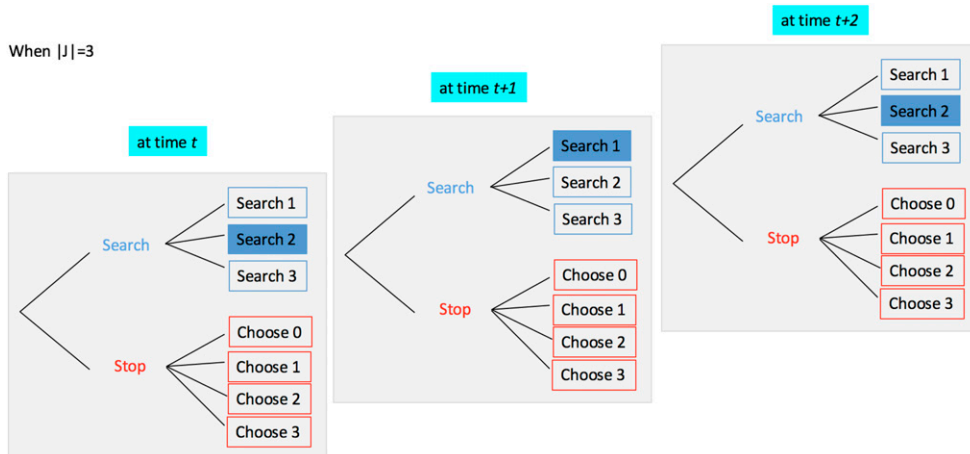 When |J|=3
at time t
Search
Search 1
Search 2
Search 3
Stop
Choose 0
Choose 1
Choose 2
Choose 3
at time t+1
Search
Search 1
Search 2
Search 3
Stop
Choose 0
Choose 1
Choose 2
Choose 3
at time t+2
Search
Search 1
Search 2
Search 3
Stop
Choose 0
Choose 1
Choose 2
Choose 3